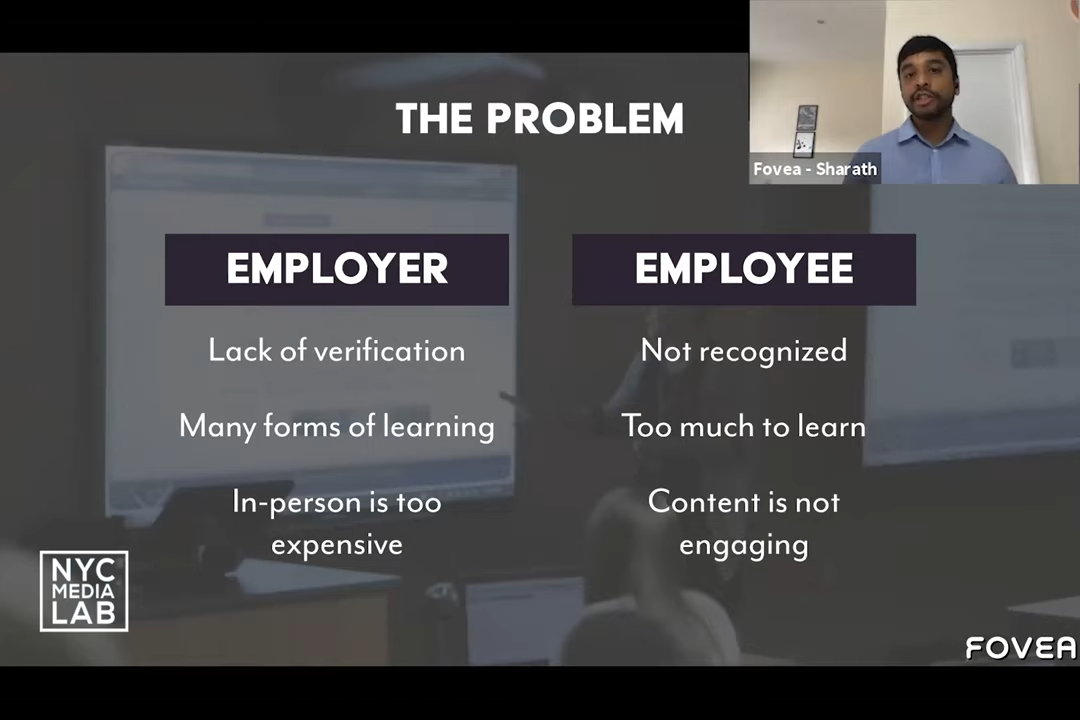 THE PROBLEM
Fovea - Sharath
EMPLOYER
Lack of verification
Many forms of learning
In-person is too
expensive
EMPLOYEE
Not recognized
Too much to learn
Content is not
engaging
NYC
MEDIA
LAB
FOVEA